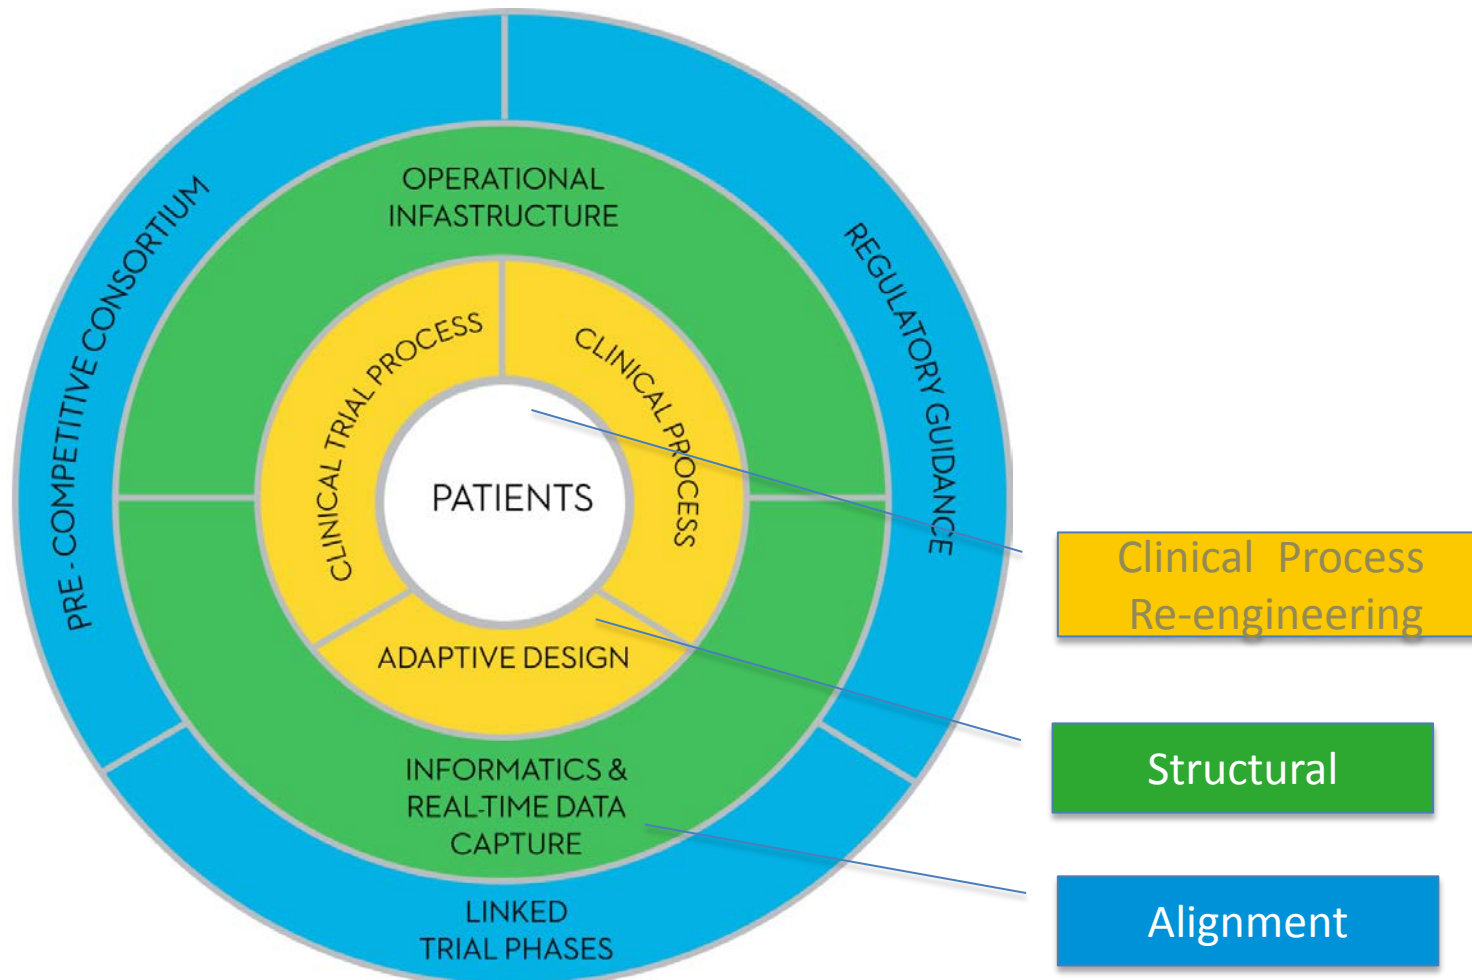 OPERATIONAL
INFASTRUCTURE
PRE - COMPETITIVE CONSORTIUM
REGULATORY GUIDANCE
CLINICAL TRIAL PROCESS
CLINICAL PROCESS
PATIENTS
ADAPTIVE DESIGN
INFORMATICS &
REAL-TIME DATA
CAPTURE
LINKED
TRIAL PHASES
Clinical Process
Re-engineering
Structural
Alignment